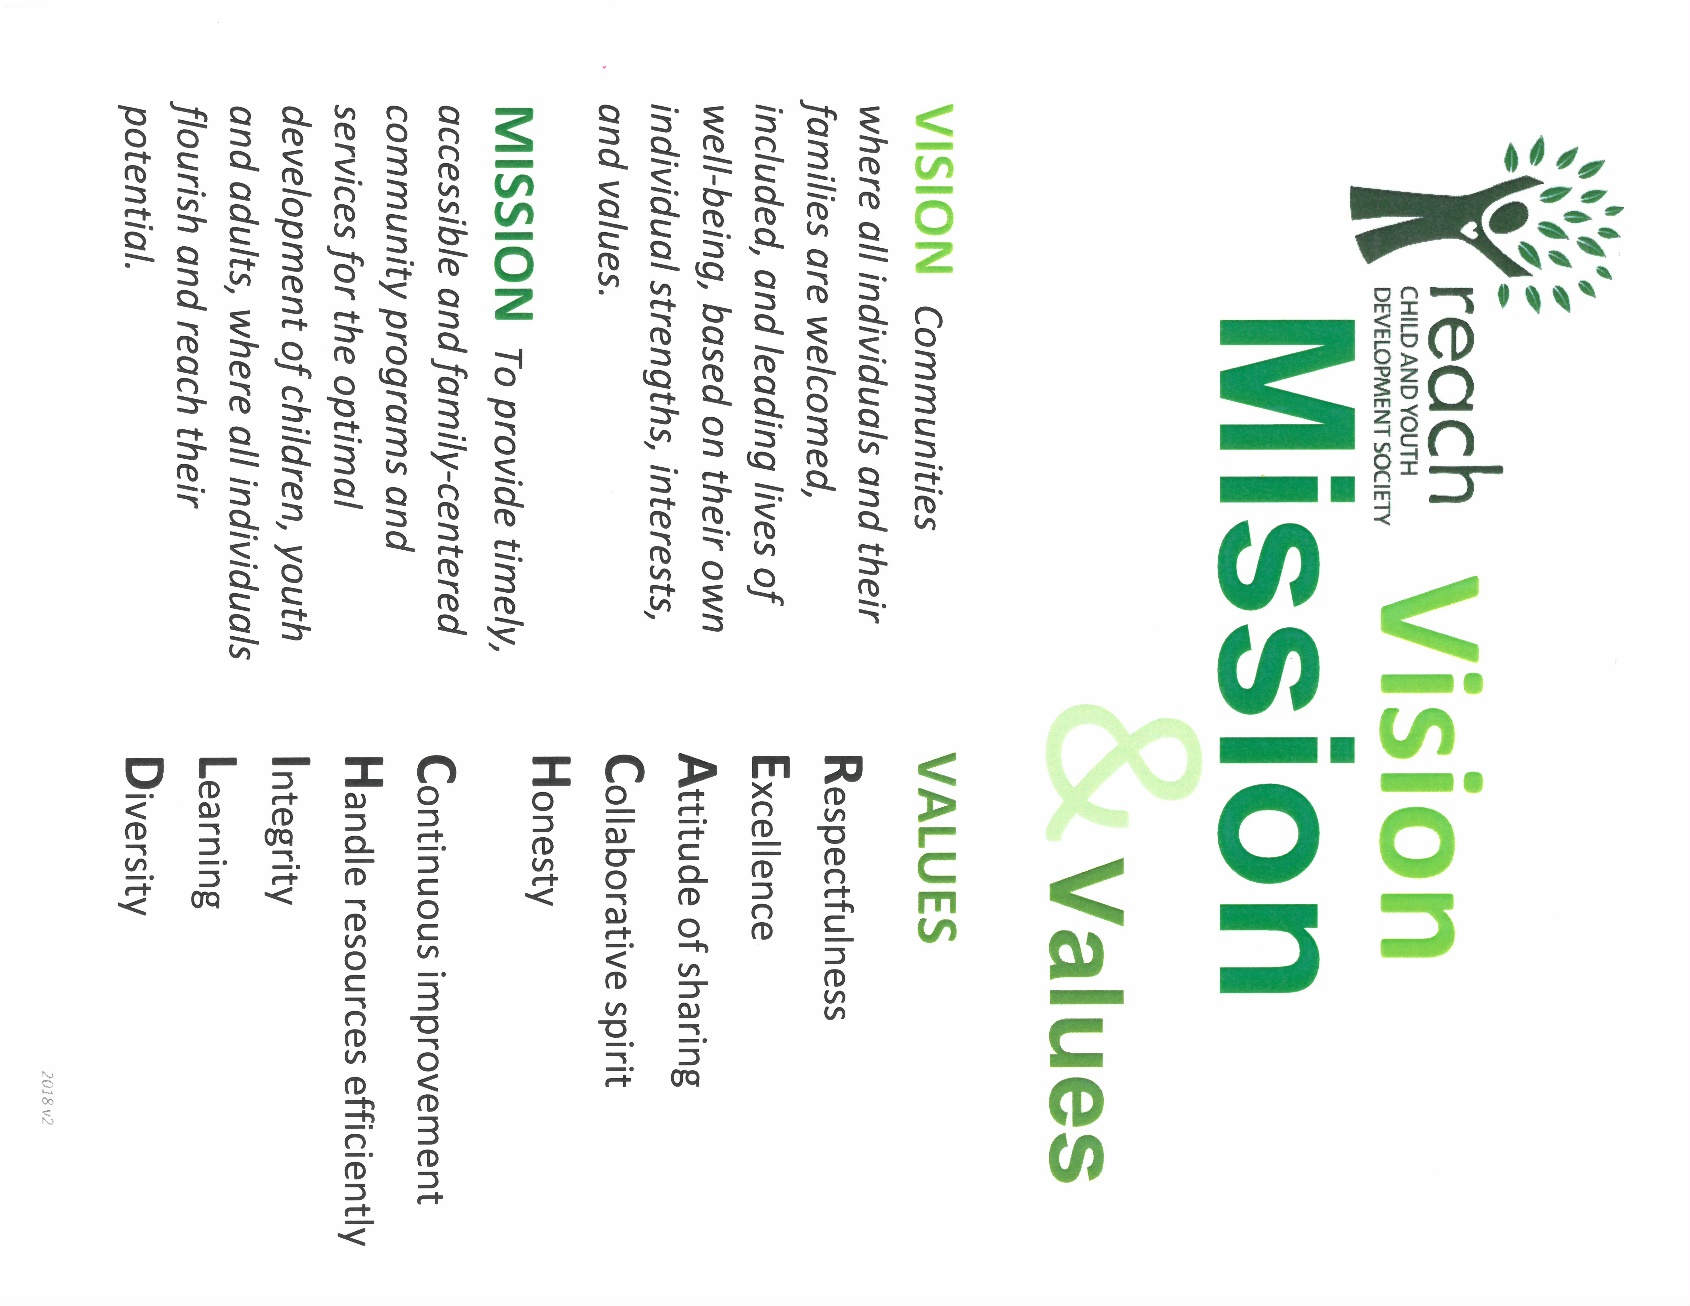 reach
CHILD AND YOUTH
DEVELOPMENT SOCIETY
Vision
Mission
& Values
VISION Communities
where all individuals and their
families are welcomed,
included, and leading lives of
well-being, based on their own
individual strengths, interests,
and values.
MISSION To provide timely,
accessible and family-centered
community programs and
services for the optimal
development of children, youth
and adults, where all individuals
flourish and reach their
potential.
VALUES
Respectfulness
Excellence
Attitude of sharing
Collaborative spirit
Honesty
Continuous improvement
Handle resources efficiently
Integrity
Learning
Diversity
2018 v2